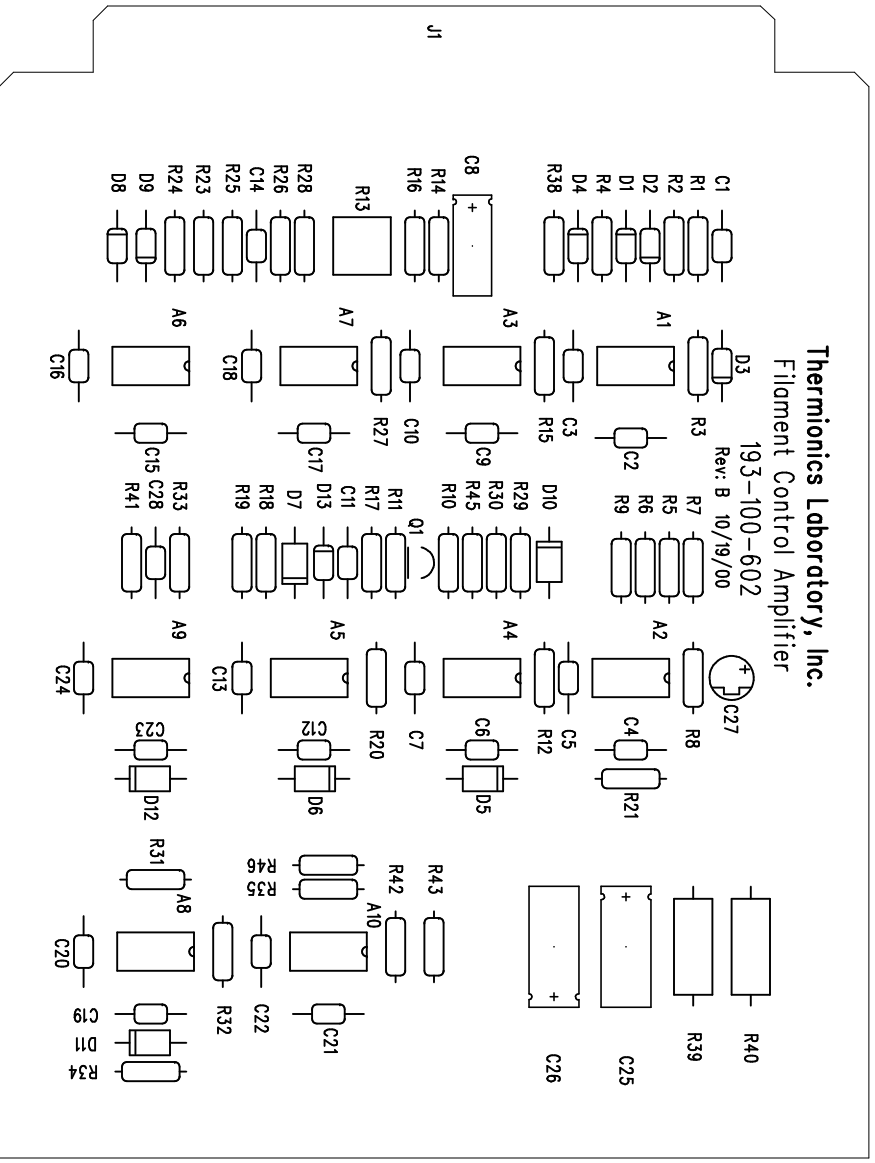 J1
D8
D9
R24
R23
R25
C14
R26
R28
R13
R16
R14
C8
+
R38
D4
R4
D1
D2
R2
R1
C1
A6
A7
A3
A1
C16
C18
R27
C10
R15
C3
R3
D3
C15
C17
C9
C2
Thermionics Laboratory, Inc.
Filament Control Amplifier
193-100-602
Rev: B 10/19/00
R41
C28
R33
R19
R18
D7
D13
C11
R17
R11
Q1
R10
R45
R30
R29
D10
R9
R6
R5
R7
A9
A5
A4
A2
C24
C13
R20
C7
R12
C5
R8
+
C27
C23
C12
C6
C4
D12
D6
D5
R21
R31
R46
R35
R42
R43
A8
A10
C20
R32
C22
C21
C19
D11
R34
+
+
C26
C25
R39
R40